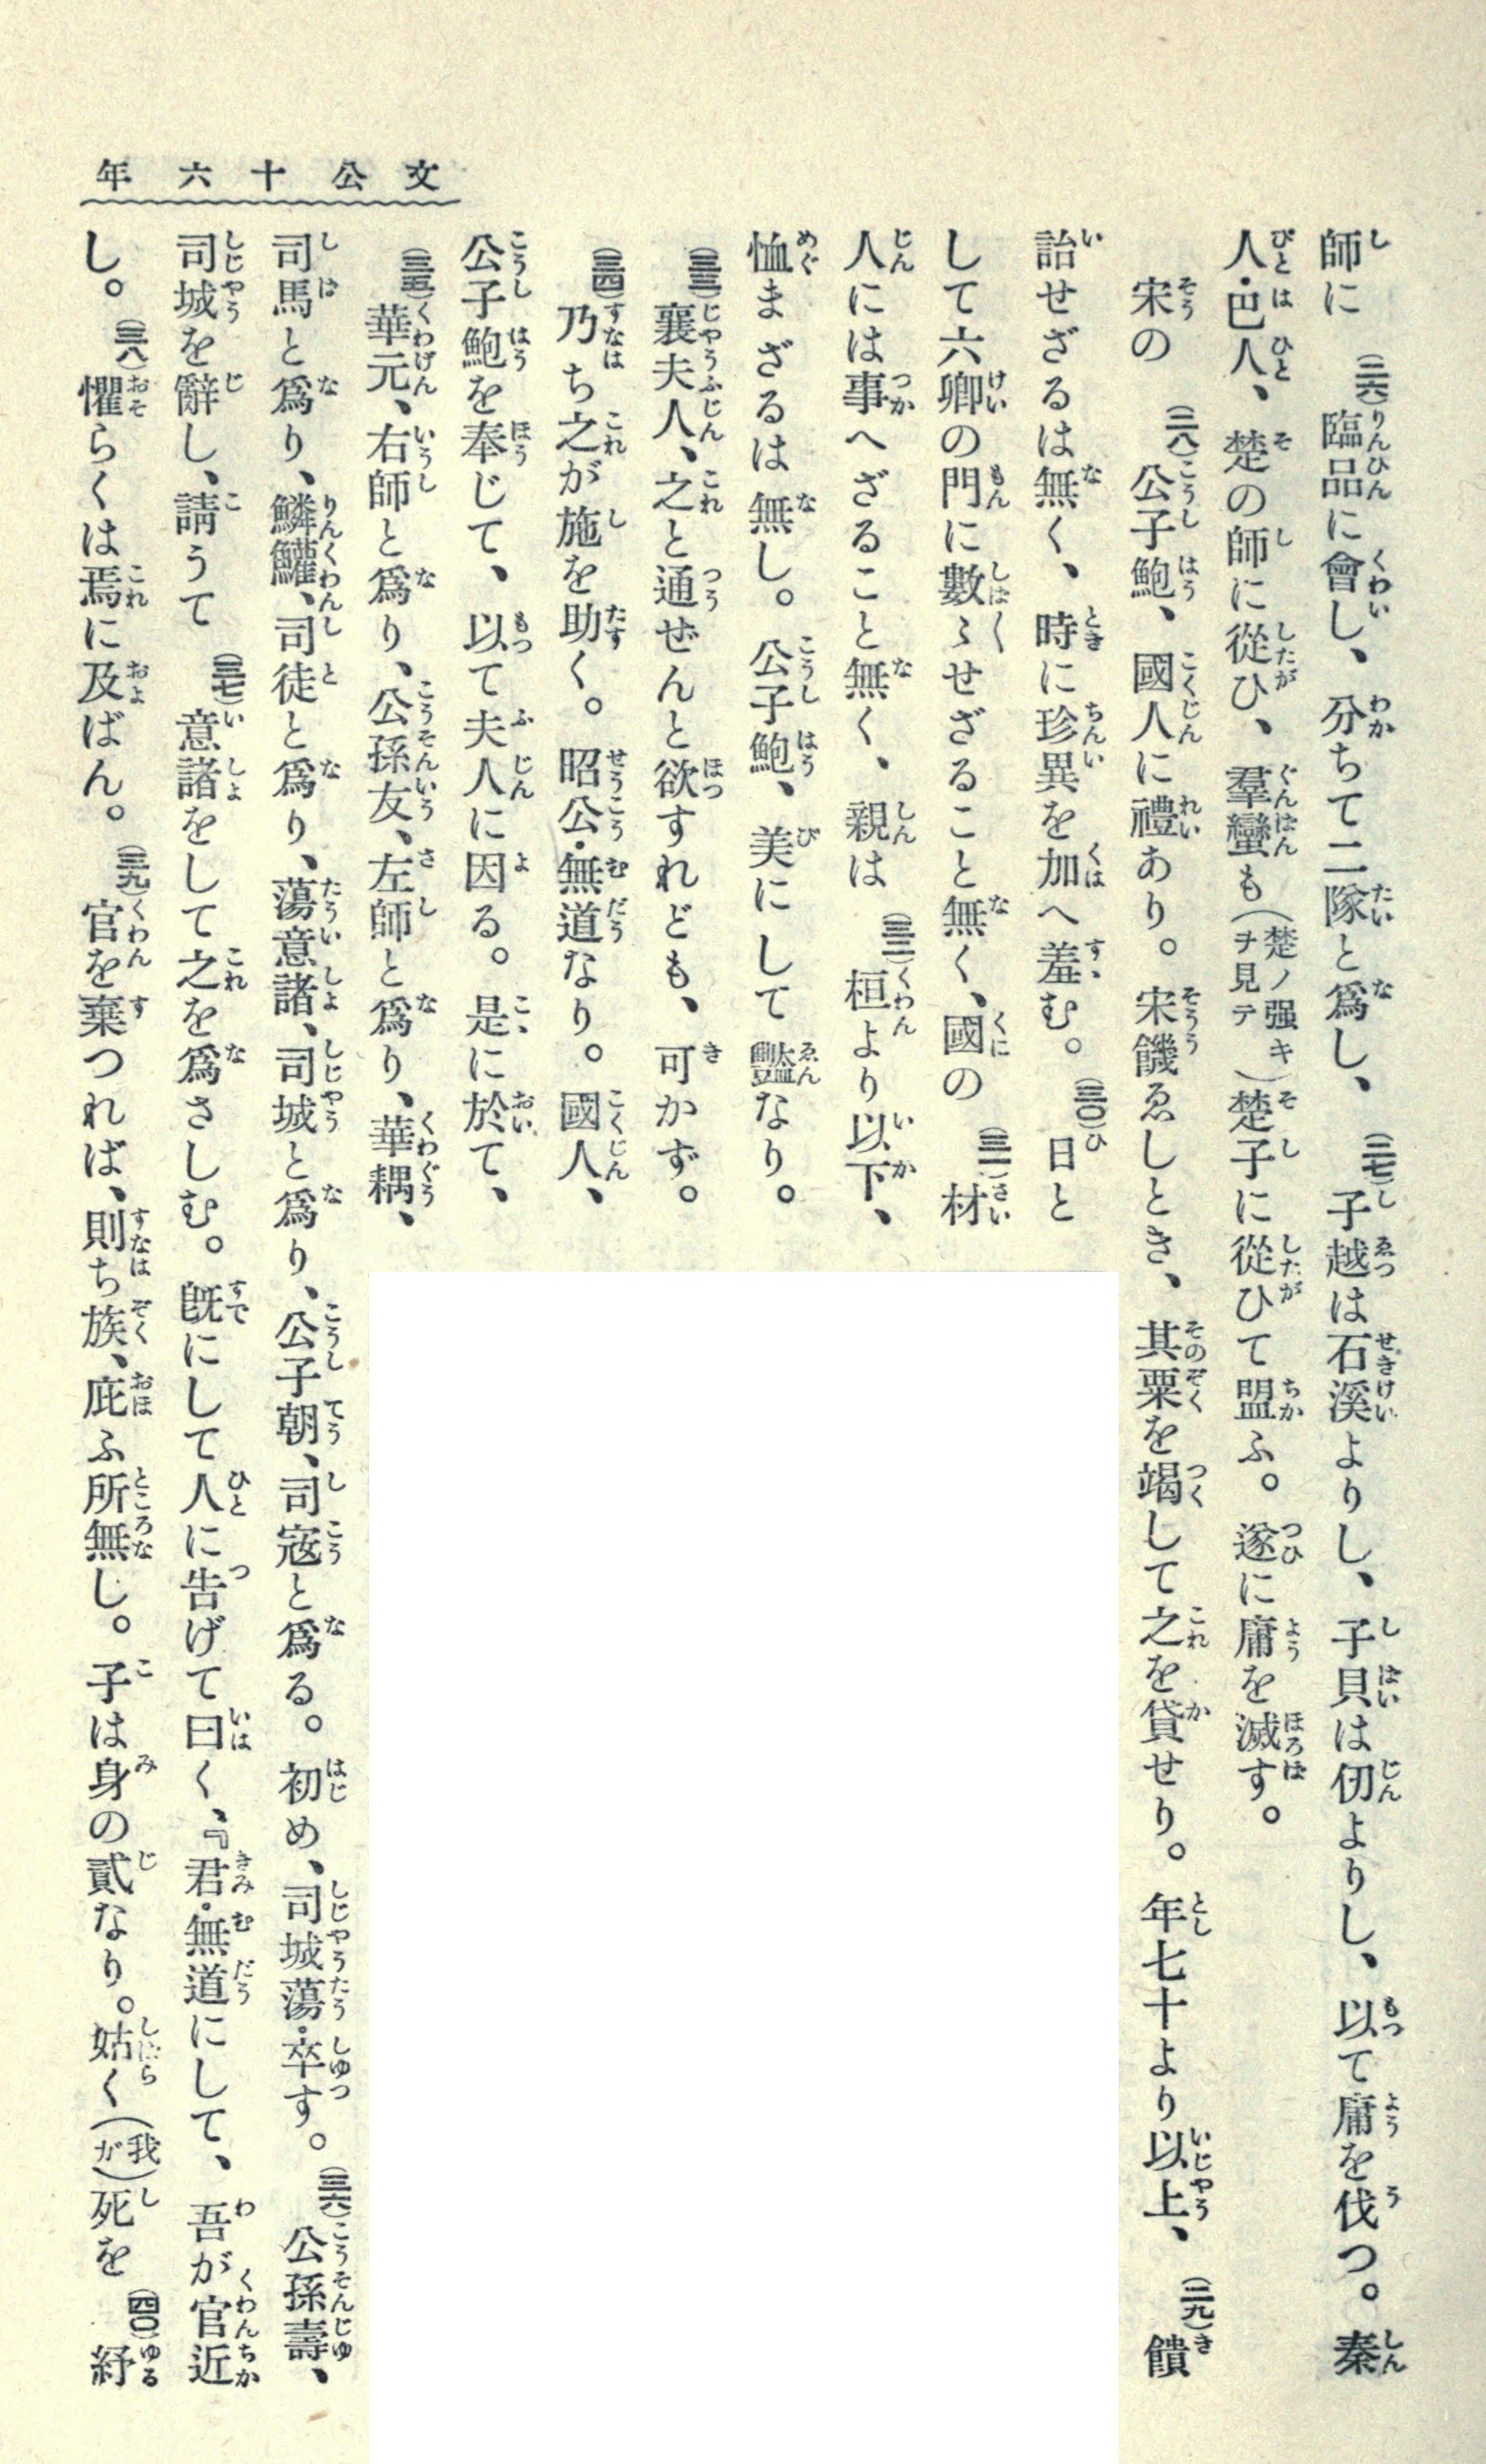 文公十六年
師に(二六)臨品に會し、分ちて二隊と爲し、(二七)子越は石溪よりし、子貝は仞よりし、以て庸を伐つ。秦
人・巴人、楚の師に從ひ、羣蠻も(楚ノ强キヲ見テ)楚子に從ひて盟ふ。遂に庸を滅す。
宋の(二八)公子鮑、國人に禮あり。宋饑ゑしとき、其粟を竭して之を貸せり。年七十より以上、(二九)饋
詒せざるは無く、時に珍異を加へ羞む。(三〇)日と
して六卿の門に數〻せざること無く、國の(三一)材
人には事へざること無く、親は(三二)桓より以下、
恤まざるは無し。公子鮑、美にして豔なり。
(三三)襄夫人、之と通ぜんと欲すれども、可かず。
(三四)乃ち之が施を助く。昭公・無道なり。國人、
公子鮑を奉じて、以て夫人に因る。是に於て、
(三五)華元、右師と爲り、公孫友、左師と爲り、華耦、
司馬と爲り、鱗鱹、司徒と爲り、蕩意諸、司城と爲り、公子朝、司寇と爲る。初め、司城蕩・卒す。(三六)公孫壽、
司城を辭し、請うて(三七)意諸をして之を爲さしむ。旣にして人に告げて曰く、『君・無道にして、吾が官近
し。(三八)懼らくは焉に及ばん。(三九)官を棄つれば、則ち族、庇ふ所無し。子は身の貳なり。姑く(我ガ)死を(四〇)紓